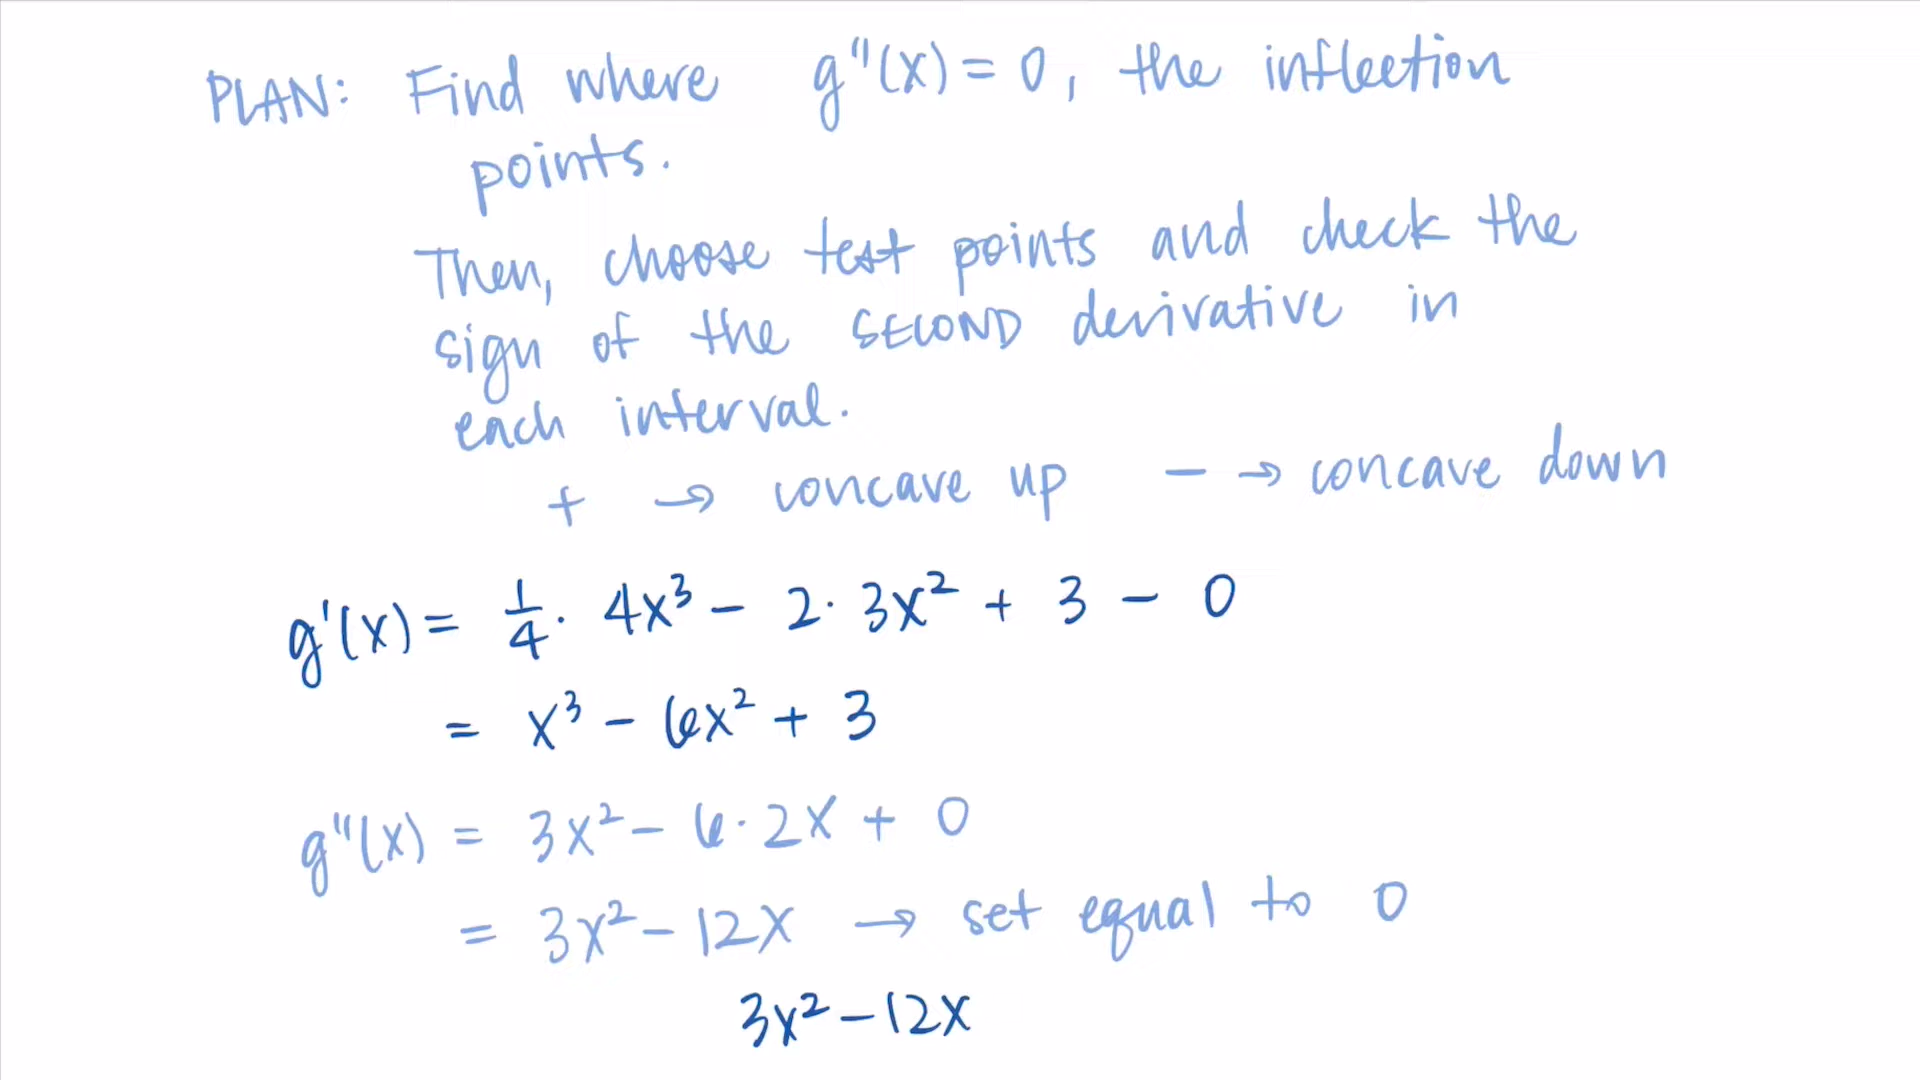 PLAN: Find where g''(x) = 0, the inflection
points.
Then, choose test points and check the
sign of the SECOND derivative in
each interval.
+ → concave up − → concave down
g'(x) = 1/4 · 4x³ − 2 · 3x² + 3 − 0
= x³ − 6x² + 3
g''(x) = 3x² − 6 · 2x + 0
= 3x² − 12x → set equal to 0
3x² − 12x